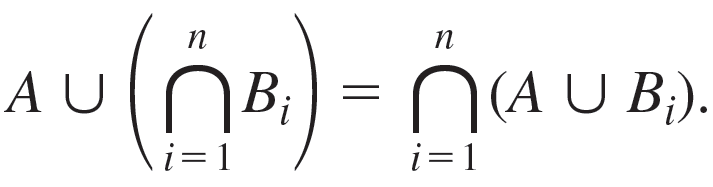 A ∪ (⋂_{i=1}^{n} B_i) = ⋂_{i=1}^{n} (A ∪ B_i).